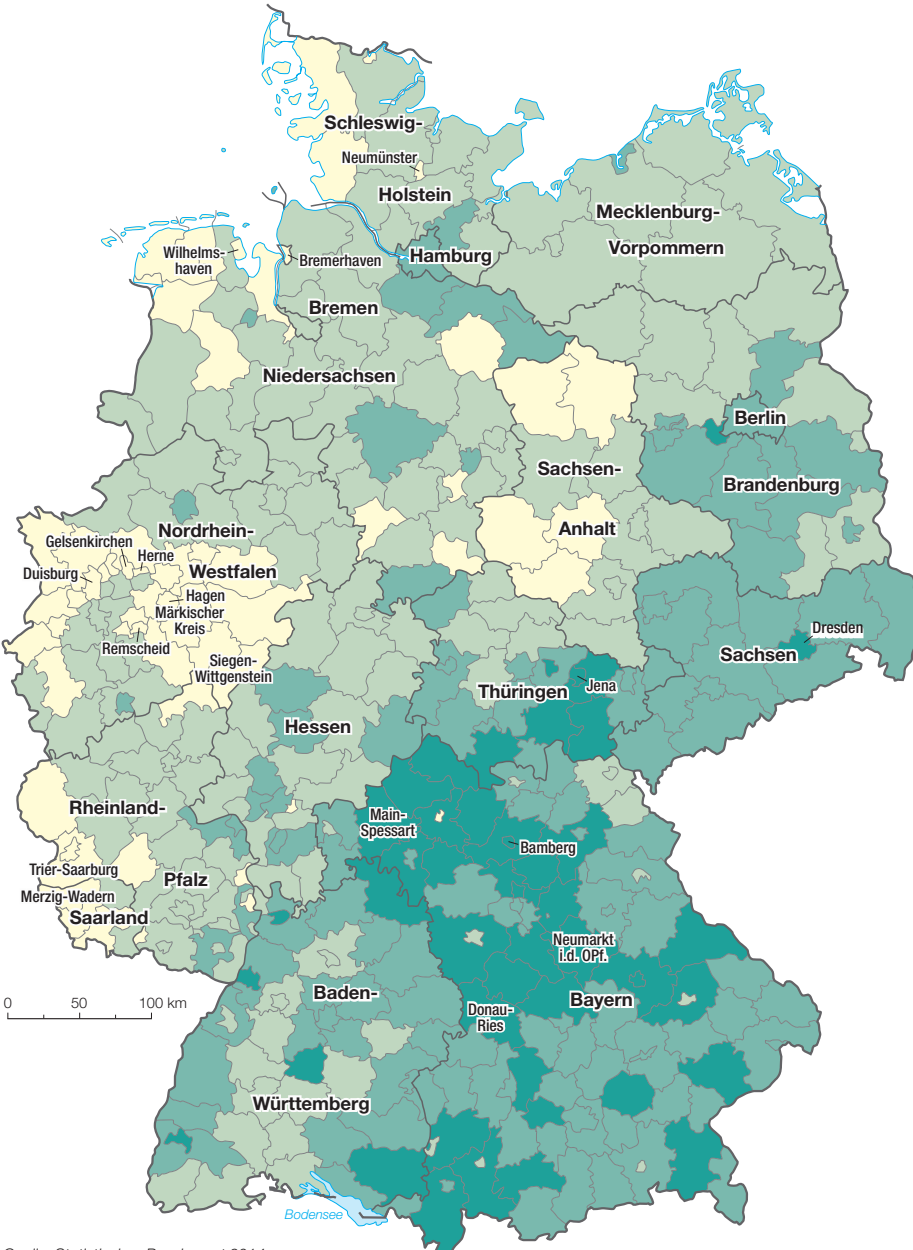 Schleswig-
Neumünster
Holstein
Mecklenburg-
Vorpommern
Wilhelms-
haven
Bremerhaven
Hamburg
Bremen
Niedersachsen
Berlin
Sachsen-
Brandenburg
Anhalt
Nordrhein-
Gelsenkirchen
Herne
Duisburg
Westfalen
Hagen
Märkischer
Kreis
Remscheid
Siegen-
Wittgenstein
Dresden
Sachsen
Thüringen
Jena
Hessen
Rheinland-
Main-
Spessart
Bamberg
Trier-Saarburg
Pfalz
Merzig-Wadern
Saarland
Neumarkt
i.d. OPf.
0 50 100 km
Baden-
Donau-
Ries
Bayern
Württemberg
Bodensee